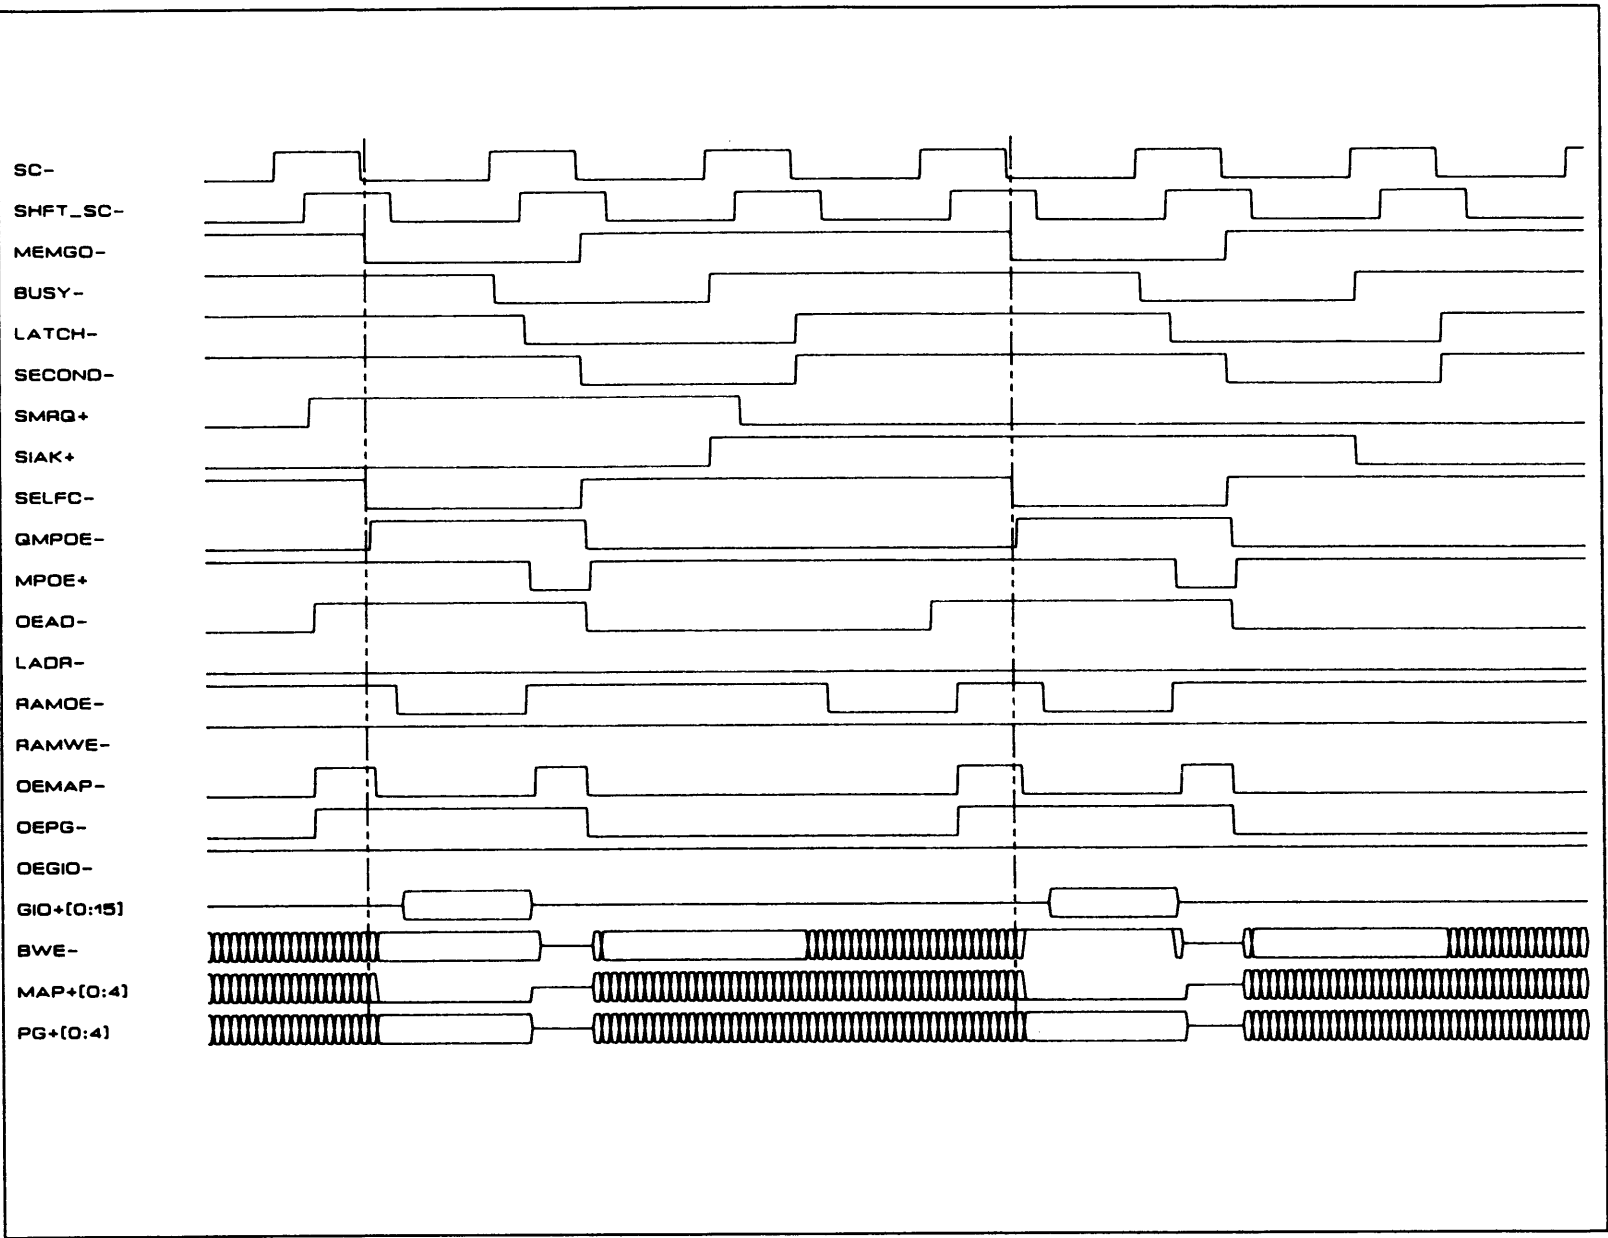 SC-
SHFT_SC-
MEMGO-
BUSY-
LATCH-
SECOND-
SMRQ+
SIAK+
SELFC-
QMPOE-
MPOE+
OEAD-
LADR-
RAMOE-
RAMWE-
OEMAP-
OEPG-
OEGIO-
GIO+[0:15]
BWE-
MAP+[0:4]
PG+[0:4]